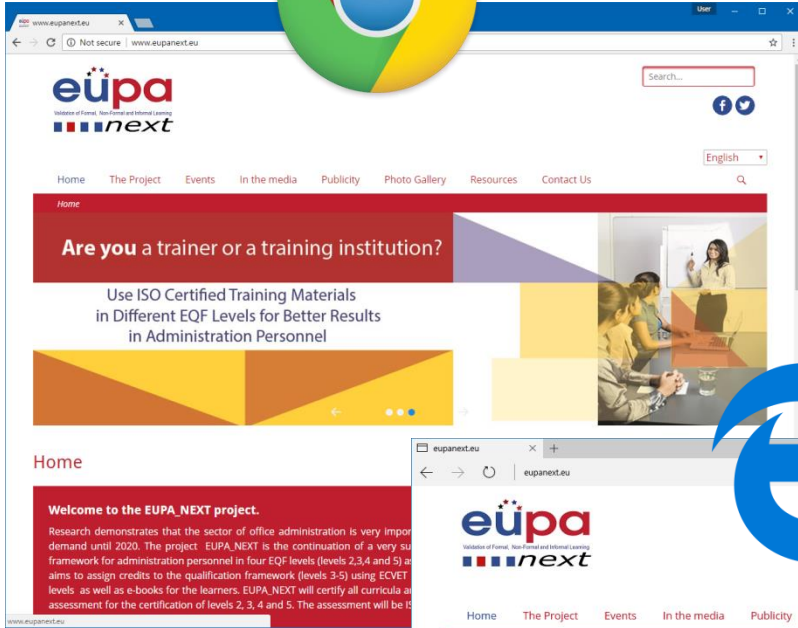 www.eupanext.eu
User
Not secure | www.eupanext.eu
eüpa
Validation of Formal, Non-Formal and Informal Learning
next
Search...
English
Home The Project Events In the media Publicity Photo Gallery Resources Contact Us
Home
Are you a trainer or a training institution?
Use ISO Certified Training Materials
in Different EQF Levels for Better Results
in Administration Personnel
Home
Welcome to the EUPA_NEXT project.
Research demonstrates that the sector of office administration is very impor
demand until 2020. The project EUPA_NEXT is the continuation of a very su
framework for administration personnel in four EQF levels (levels 2,3,4 and 5) a
aims to assign credits to the qualification framework (levels 3-5) using ECVET
levels as well as e-books for the learners. EUPA_NEXT will certify all curricula a
assessment for the certification of levels 2, 3, 4 and 5. The assessment will be IS
www.eupanext.eu
eupanext.eu
eupanext.eu
eüpa
Validation of Formal, Non-Formal and Informal Learning
next
Home The Project Events In the media Publicity